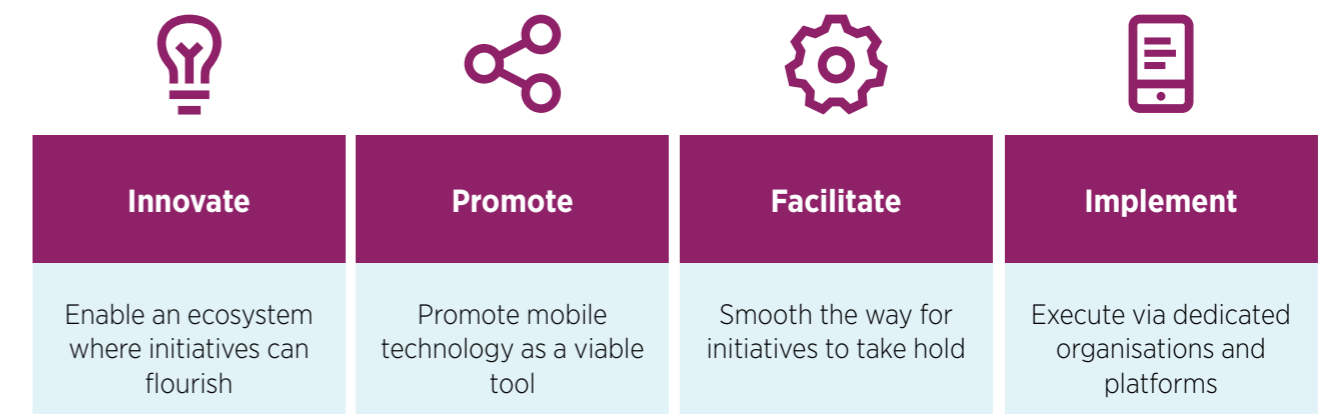 Innovate
Promote
Facilitate
Implement
Enable an ecosystem
where initiatives can
flourish
Promote mobile
technology as a viable
tool
Smooth the way for
initiatives to take hold
Execute via dedicated
organisations and
platforms